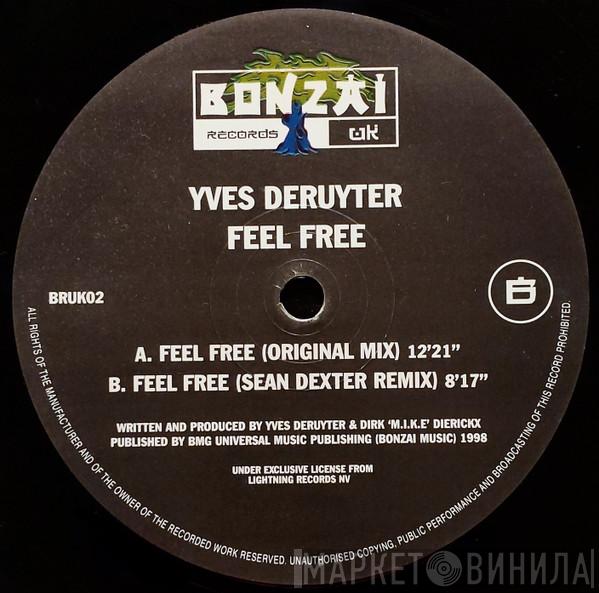 BONZAI
RECORDS UK
YVES DERUYTER
FEEL FREE
BRUK02
B
A. FEEL FREE (ORIGINAL MIX) 12'21"
B. FEEL FREE (SEAN DEXTER REMIX) 8'17"
WRITTEN AND PRODUCED BY YVES DERUYTER & DIRK 'M.I.K.E' DIERICKX
PUBLISHED BY BMG UNIVERSAL MUSIC PUBLISHING (BONZAI MUSIC) 1998
UNDER EXCLUSIVE LICENSE FROM
LIGHTNING RECORDS NV
ALL RIGHTS OF THE MANUFACTURER AND OF THE OWNER OF THE RECORDED WORK RESERVED. UNAUTHORISED COPYING, PUBLIC PERFORMANCE AND BROADCASTING OF THIS RECORD PROHIBITED.
МАРКЕТ ВИНИЛА